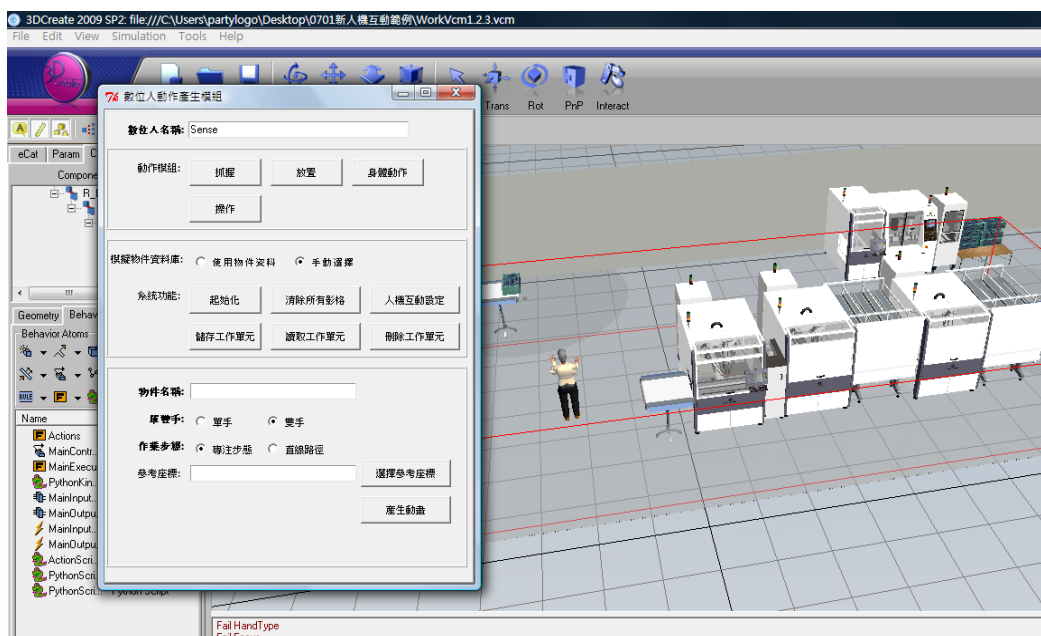 3DCreate 2009 SP2: file:///C:\Users\partylogo\Desktop\0701新人機互動範例\WorkVcm1.2.3.vcm
File Edit View Simulation Tools Help
Trans Rot PnP Interact
數位人動作產生模組
eCat Param
數位人名稱: Sense
動作模組: 抓握 放置 身體動作
操作
模擬物件資料庫: 使用物件資料 手動選擇
系統功能: 起始化 清除所有影格 人機互動設定
儲存工作單元 讀取工作單元 刪除工作單元
物件名稱:
單雙手: 單手 雙手
作業步態: 專注步態 直線路徑
參考座標: 選擇參考座標
產生動畫
Compone
Geometry Behav
Behavior Atoms
RULE
Name
Actions
MainContr...
MainExecu
PythonKin...
MainInput...
MainOutpu
MainInput...
MainOutpu
ActionScri...
PythonScri...
PythonScri... Python Script
Fail HandType